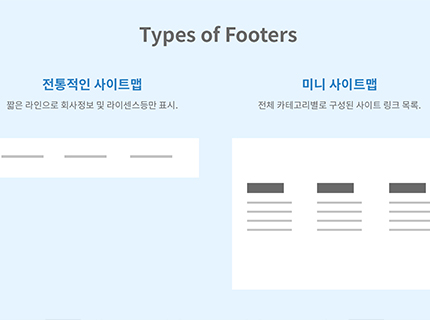 Types of Footers
전통적인 사이트맵
짧은 라인으로 회사정보 및 라이센스등만 표시.
미니 사이트맵
전체 카테고리별로 구성된 사이트 링크 목록.